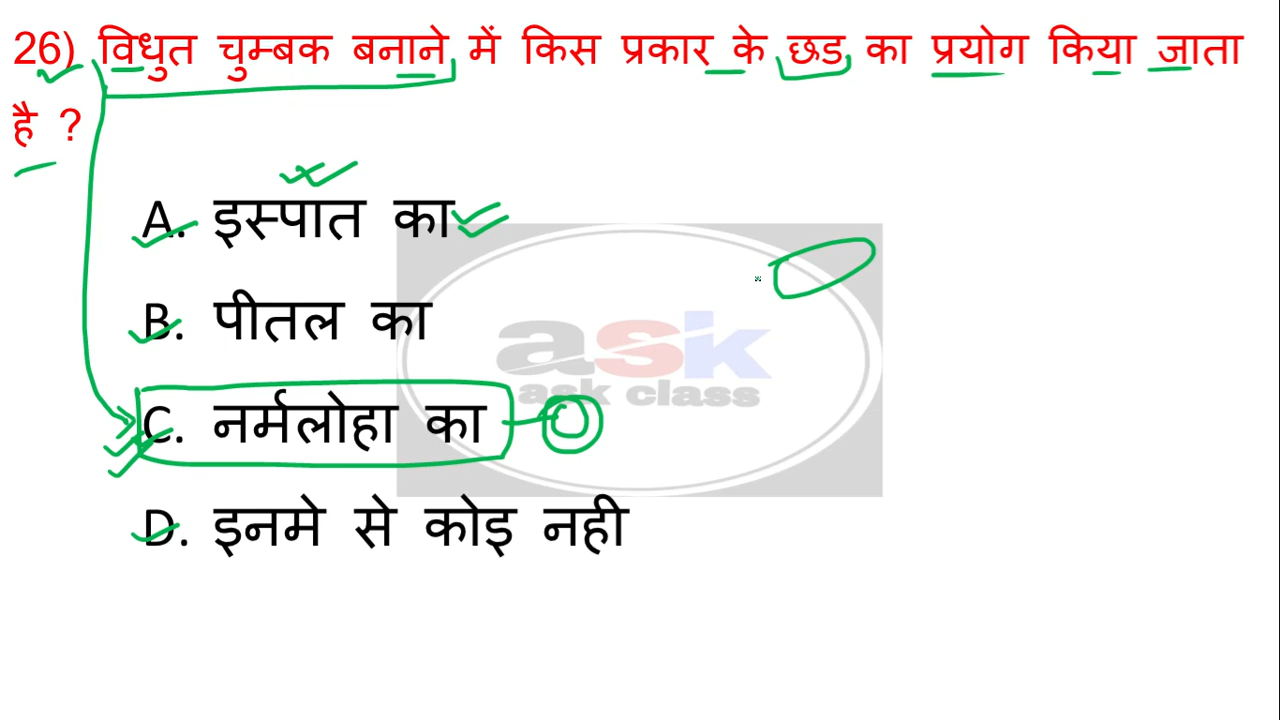 26) विधुत चुम्बक बनाने में किस प्रकार के छड का प्रयोग किया जाता
है ?
A. इस्पात का
B. पीतल का
ask
ask class
C. नर्मलोहा का
D. इनमे से कोइ नही